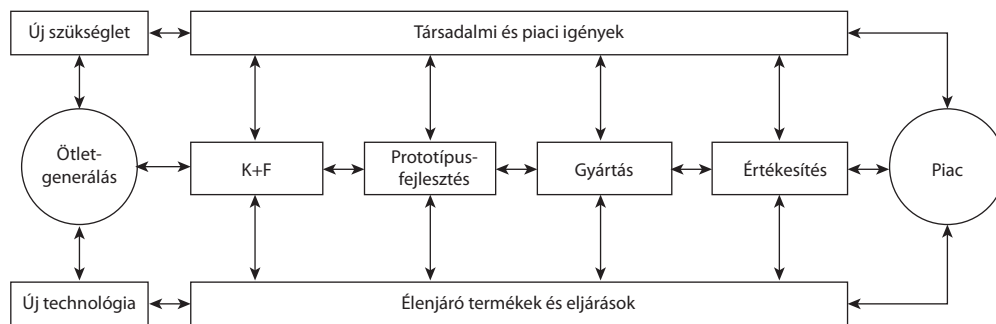 Új szükséglet
Társadalmi és piaci igények
Ötlet-
generálás
K+F
Prototípus-
fejlesztés
Gyártás
Értékesítés
Piac
Új technológia
Élenjáró termékek és eljárások